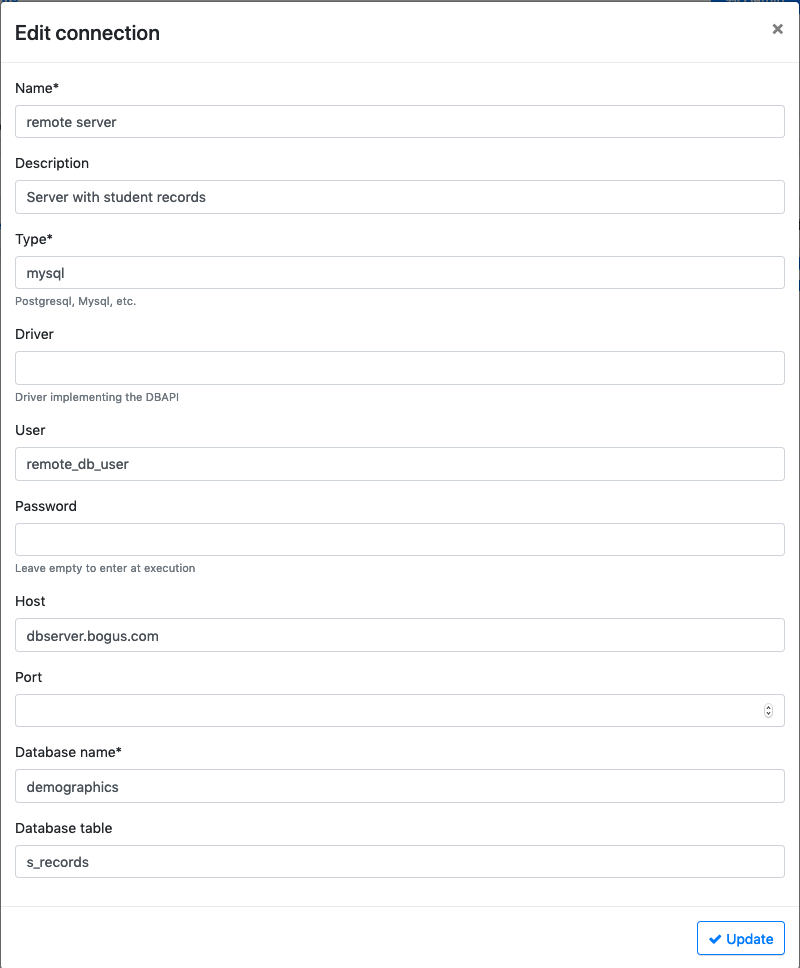 Edit connection
×
Name*
remote server
Description
Server with student records
Type*
mysql
Postgresql, Mysql, etc.
Driver
Driver implementing the DBAPI
User
remote_db_user
Password
Leave empty to enter at execution
Host
dbserver.bogus.com
Port
Database name*
demographics
Database table
s_records
Update